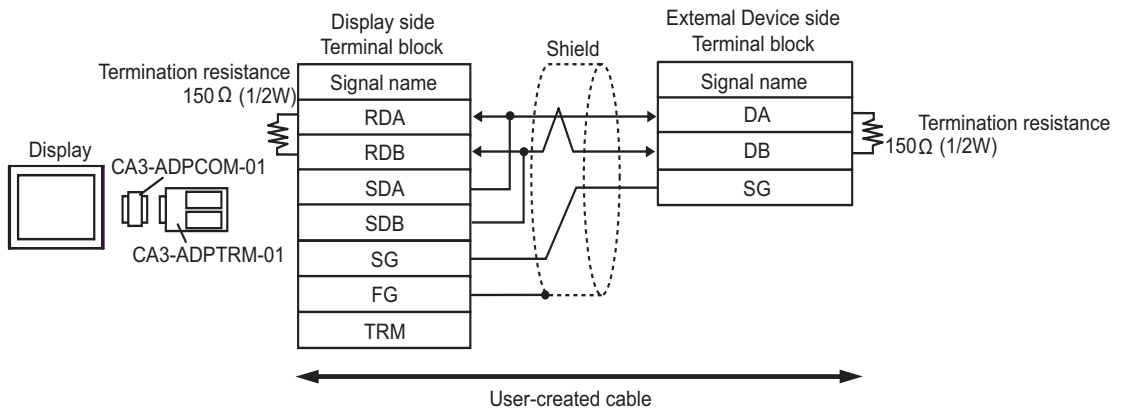 Display side
Terminal block
External Device side
Terminal block
Shield
Termination resistance
150Ω (1/2W)
Signal name
RDA
RDB
SDA
SDB
SG
FG
TRM
Signal name
DA
DB
SG
Termination resistance
150Ω (1/2W)
Display
CA3-ADPCOM-01
CA3-ADPTRM-01
User-created cable